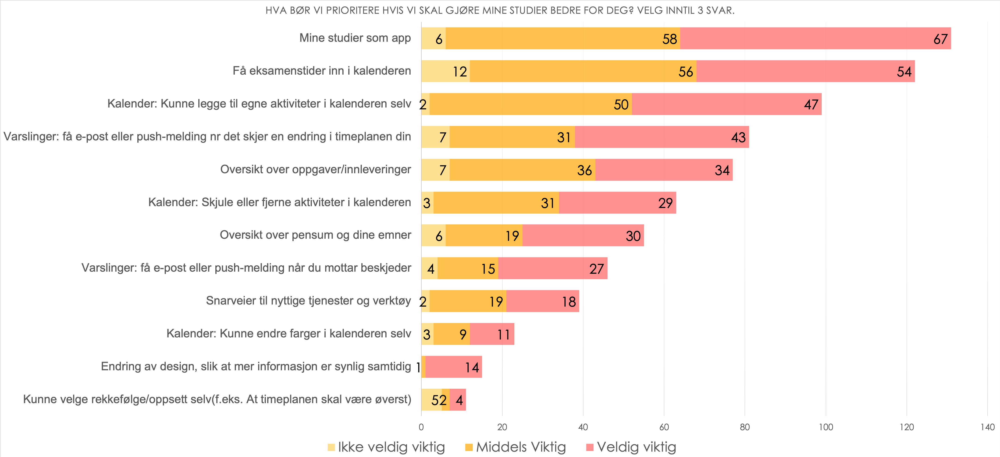 HVA BØR VI PRIORITERE HVIS VI SKAL GJØRE MINE STUDIER BEDRE FOR DEG? VELG INNTIL 3 SVAR.
Mine studier som app 6 58 67
Få eksamenstider inn i kalenderen 12 56 54
Kalender: Kunne legge til egne aktiviteter i kalenderen selv 2 50 47
Varslinger: få e-post eller push-melding nr det skjer en endring i timeplanen din 7 31 43
Oversikt over oppgaver/innleveringer 7 36 34
Kalender: Skjule eller fjerne aktiviteter i kalenderen 3 31 29
Oversikt over pensum og dine emner 6 19 30
Varslinger: få e-post eller push-melding når du mottar beskjeder 4 15 27
Snarveier til nyttige tjenester og verktøy 2 19 18
Kalender: Kunne endre farger i kalenderen selv 3 9 11
Endring av design, slik at mer informasjon er synlig samtidig 1 14
Kunne velge rekkefølge/oppsett selv(f.eks. At timeplanen skal være øverst) 5 2 4
0 20 40 60 80 100 120 140
Ikke veldig viktig Middels Viktig Veldig viktig